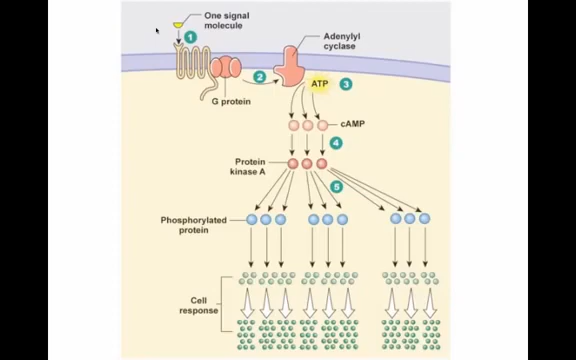 One signal
molecule
1
Adenylyl
cyclase
2
ATP
3
G protein
cAMP
4
Protein
kinase A
5
Phosphorylated
protein
Cell
response